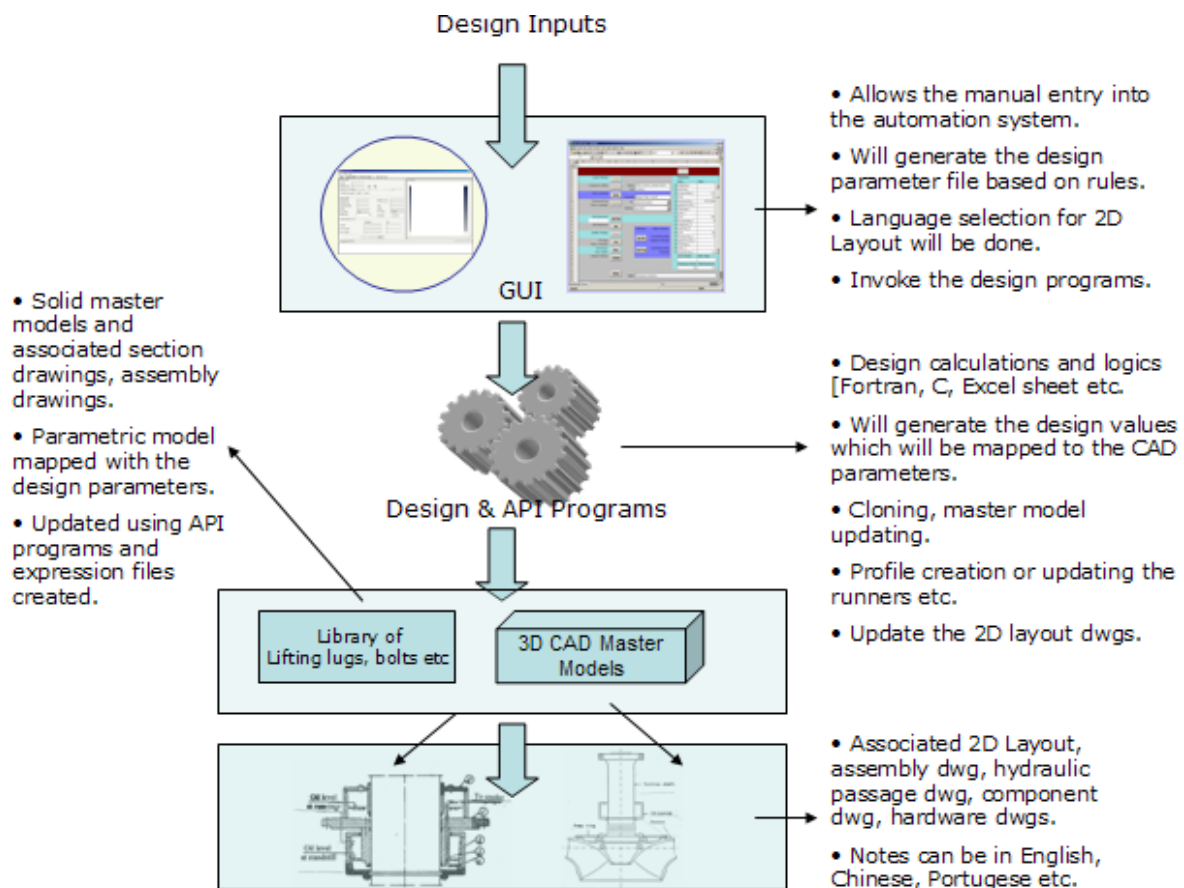 Design Inputs
• Allows the manual entry into
the automation system.
• Will generate the design
parameter file based on rules.
• Language selection for 2D
Layout will be done.
• Invoke the design programs.
GUI
• Solid master
models and
associated section
drawings, assembly
drawings.
• Parametric model
mapped with the
design parameters.
• Updated using API
programs and
expression files
created.
• Design calculations and logics
[Fortran, C, Excel sheet etc.
• Will generate the design values
which will be mapped to the CAD
parameters.
• Cloning, master model
updating.
• Profile creation or updating the
runners etc.
• Update the 2D layout dwgs.
Design & API Programs
Library of
Lifting lugs, bolts etc
3D CAD Master
Models
• Associated 2D Layout,
assembly dwg, hydraulic
passage dwg, component
dwg, hardware dwgs.
• Notes can be in English,
Chinese, Portugese etc.
Oil level
Oil level
at standstill